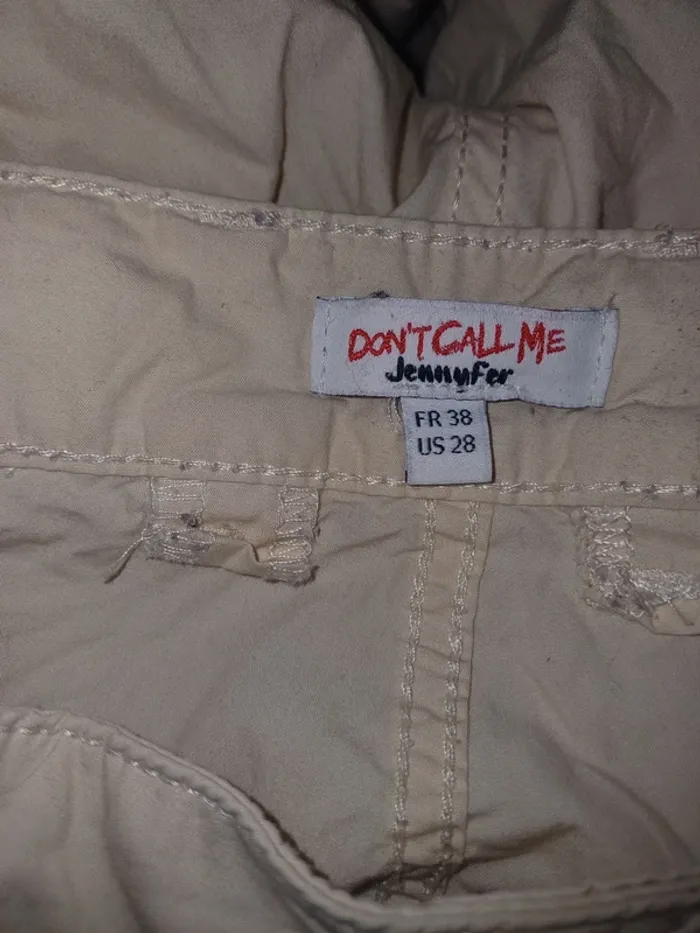 DON'T CALL ME
Jennyfer
FR 38
US 28